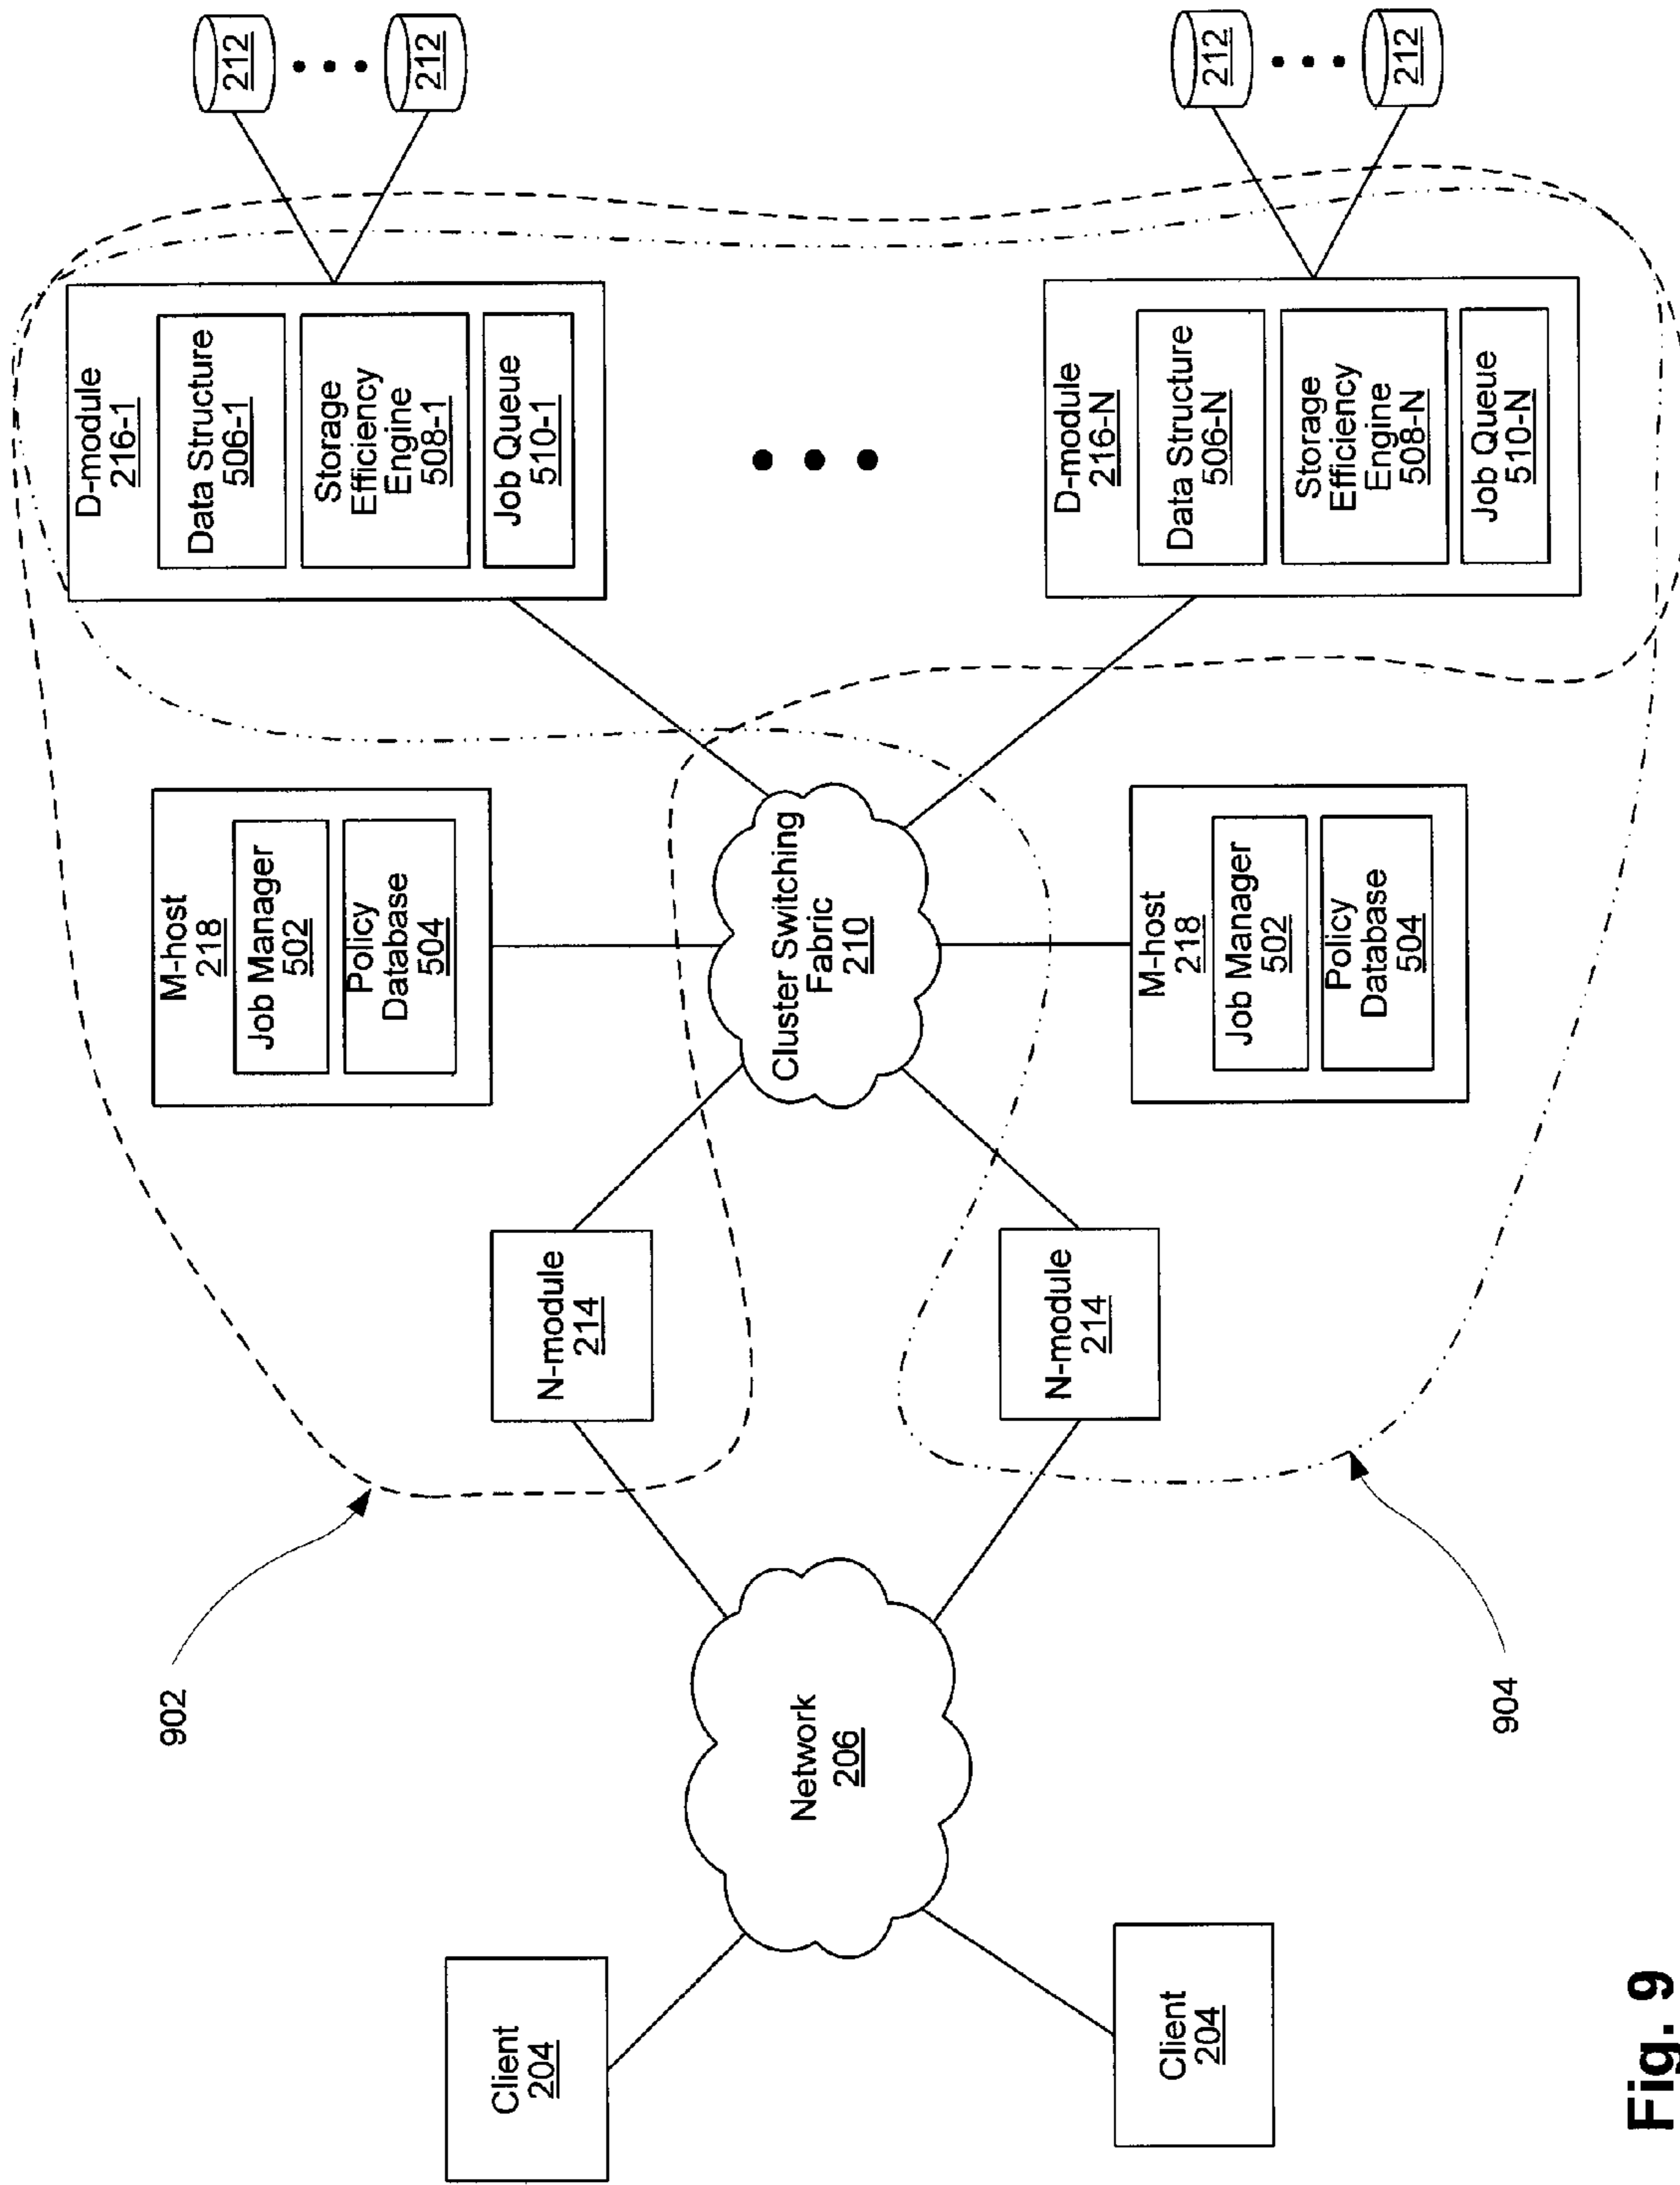 Client
204
Client
204
Network
206
902
904
N-module
214
N-module
214
M-host
218
Job Manager
502
Policy
Database
504
Cluster Switching
Fabric
210
M-host
218
Job Manager
502
Policy
Database
504
D-module
216-1
Data Structure
506-1
Storage
Efficiency
Engine
508-1
Job Queue
510-1
D-module
216-N
Data Structure
506-N
Storage
Efficiency
Engine
508-N
Job Queue
510-N
212
212
212
212
Fig. 9